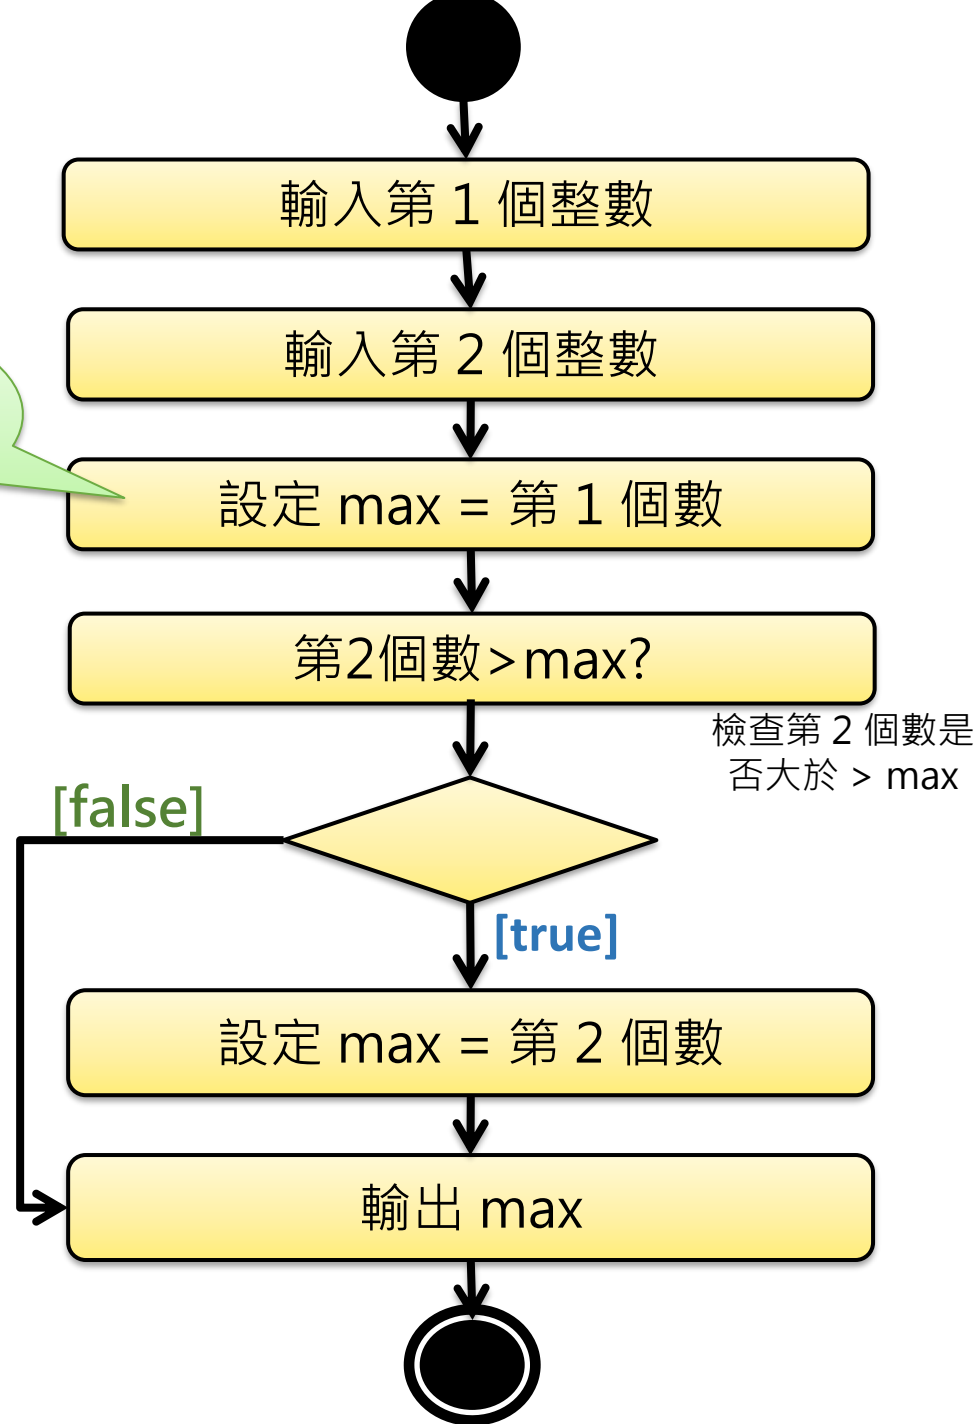 輸入第 1 個整數
輸入第 2 個整數
設定 max = 第 1 個數
第2個數>max?
檢查第 2 個數是
否大於 > max
[false]
[true]
設定 max = 第 2 個數
輸出 max